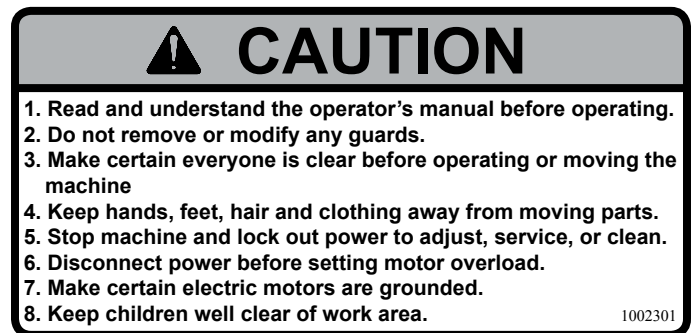 CAUTION
1. Read and understand the operator's manual before operating.
2. Do not remove or modify any guards.
3. Make certain everyone is clear before operating or moving the
machine
4. Keep hands, feet, hair and clothing away from moving parts.
5. Stop machine and lock out power to adjust, service, or clean.
6. Disconnect power before setting motor overload.
7. Make certain electric motors are grounded.
8. Keep children well clear of work area. 1002301